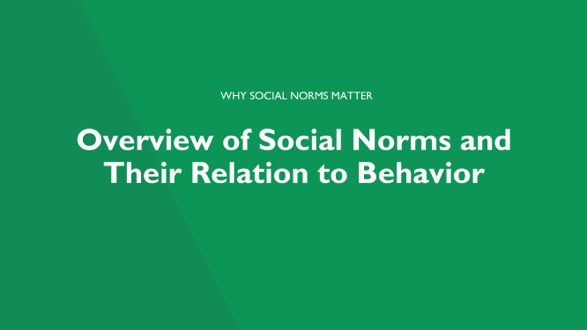 WHY SOCIAL NORMS MATTER
Overview of Social Norms and
Their Relation to Behavior